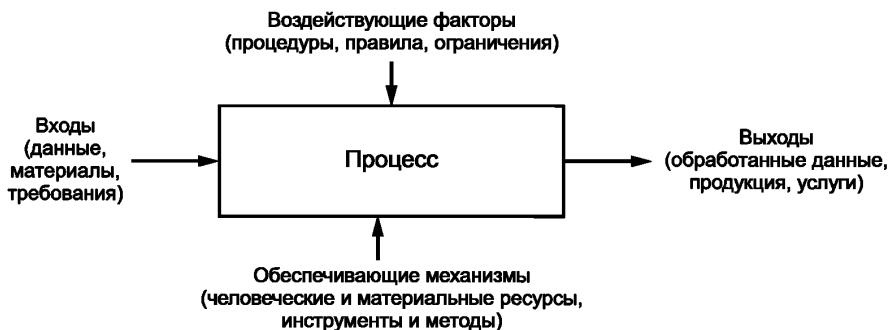 Воздействующие факторы
(процедуры, правила, ограничения)
Входы
(данные,
материалы,
требования)
Процесс
Выходы
(обработанные данные,
продукция, услуги)
Обеспечивающие механизмы
(человеческие и материальные ресурсы,
инструменты и методы)